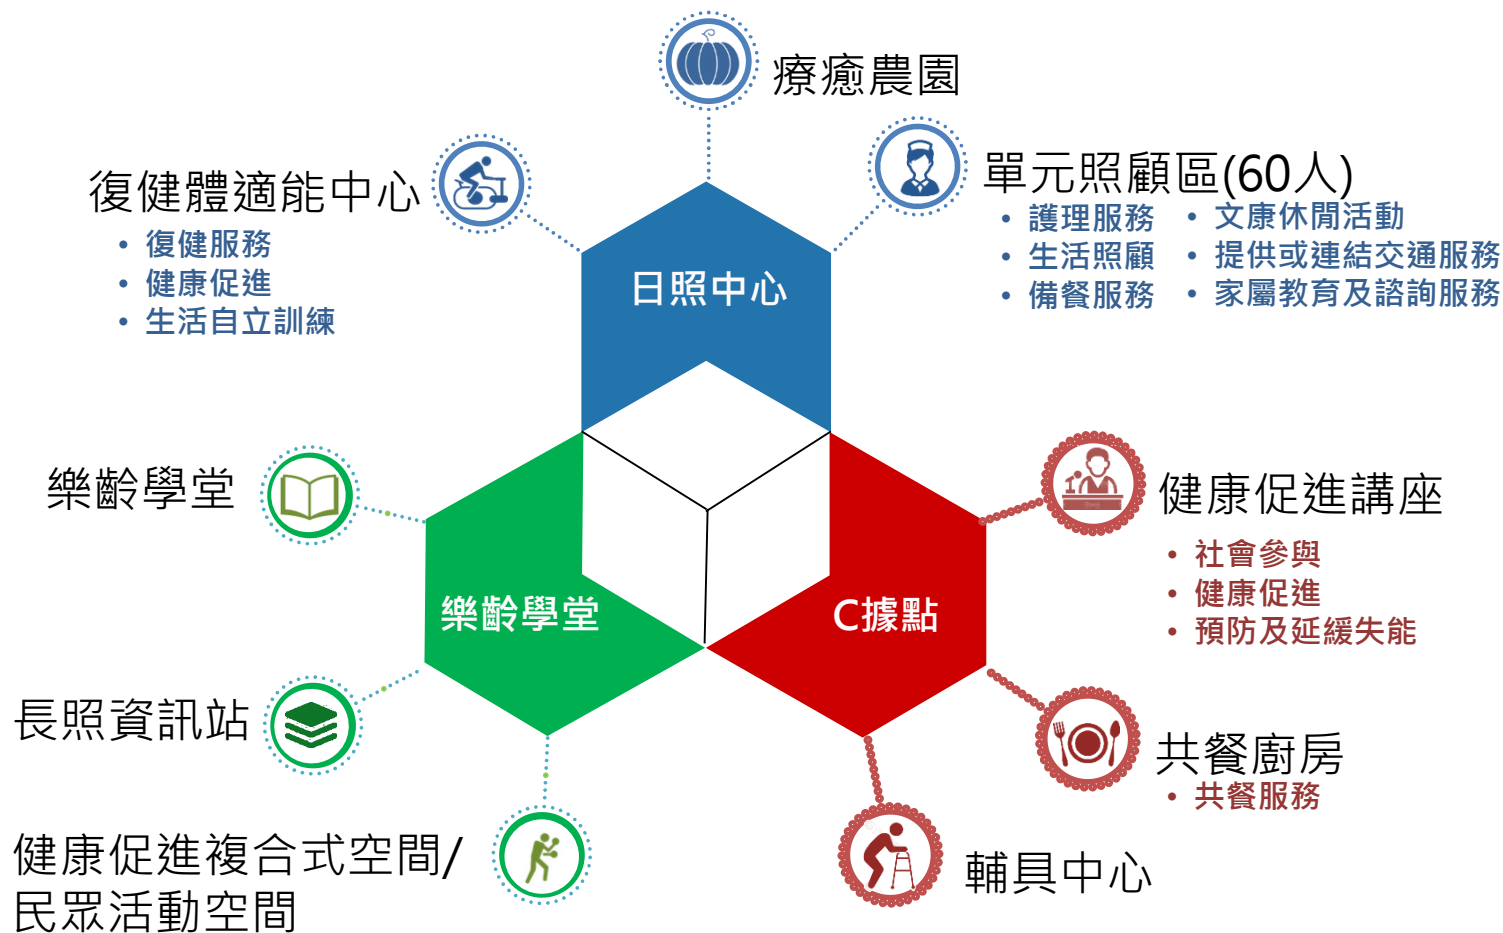 療癒農園
復健體適能中心
• 復健服務
• 健康促進
• 生活自立訓練
單元照顧區(60人)
• 護理服務
• 生活照顧
• 備餐服務
• 文康休閒活動
• 提供或連結交通服務
• 家屬教育及諮詢服務
日照中心
樂齡學堂
樂齡學堂
長照資訊站
健康促進複合式空間/
民眾活動空間
C據點
健康促進講座
• 社會參與
• 健康促進
• 預防及延緩失能
共餐廚房
• 共餐服務
輔具中心